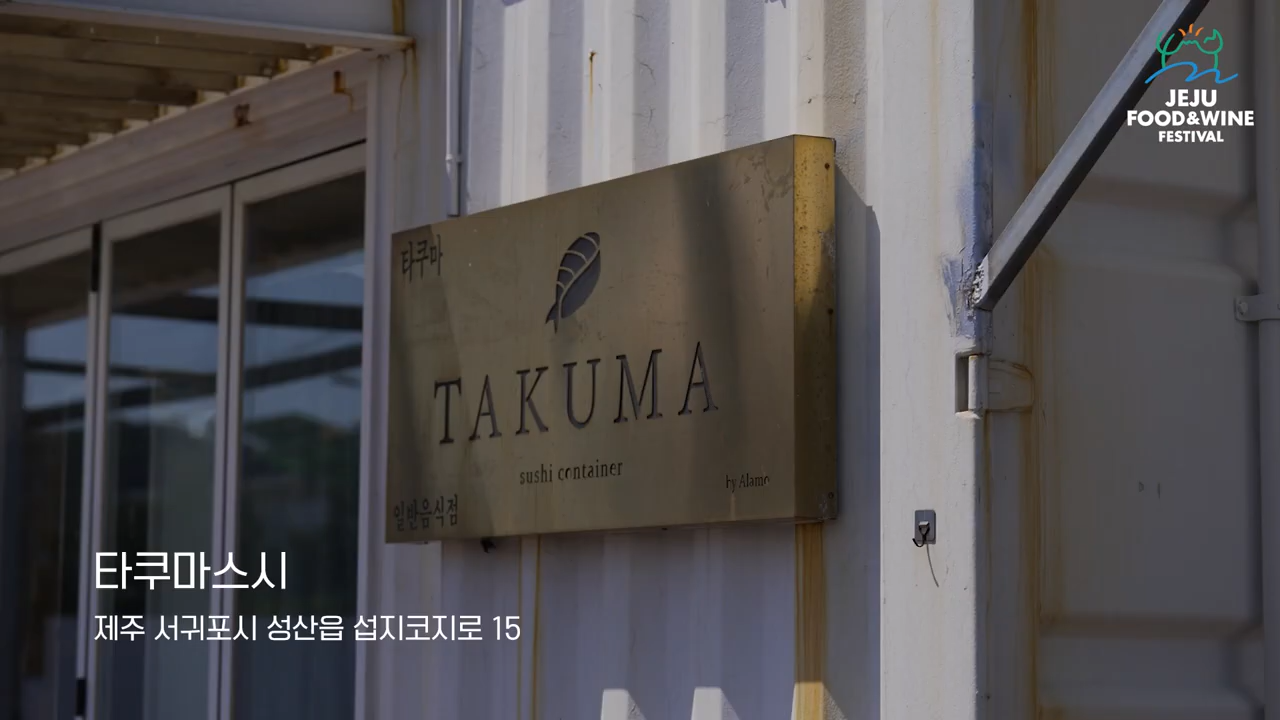 JEJU
FOOD&WINE
FESTIVAL
타쿠마
TAKUMA
sushi container
by Alamo
일반음식점
타쿠마스시
제주 서귀포시 성산읍 섭지코지로 15